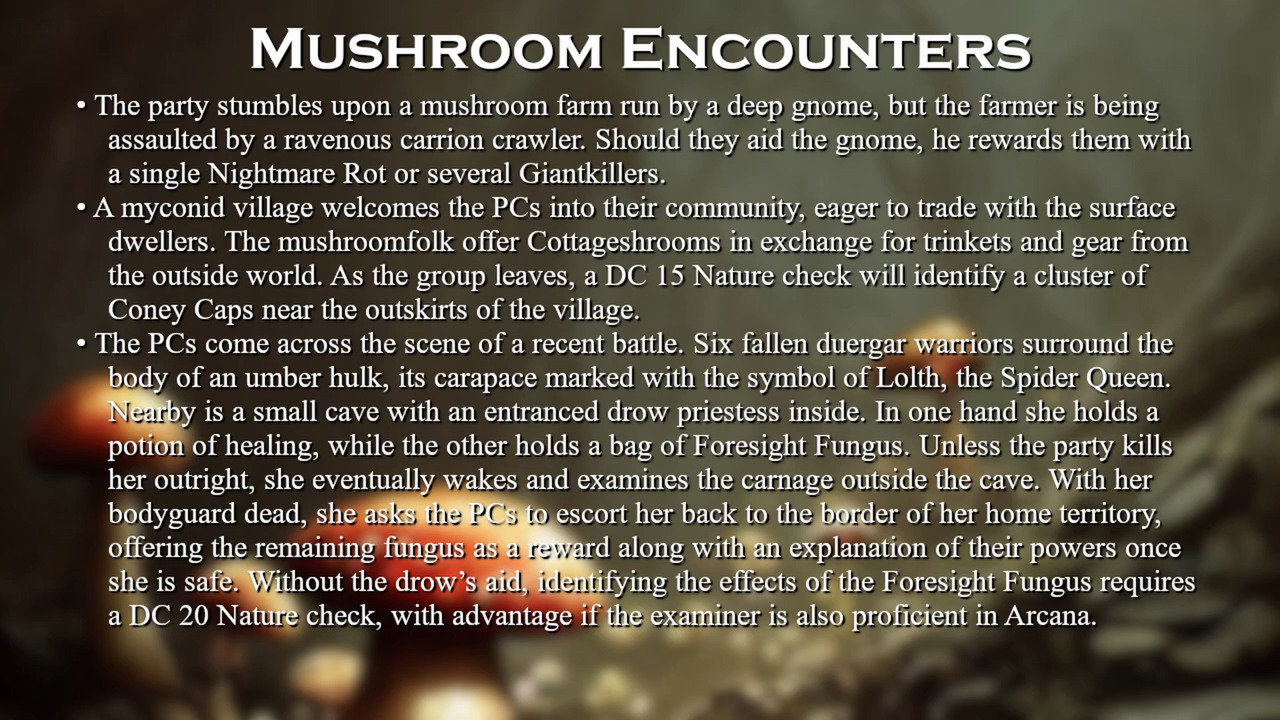 MUSHROOM ENCOUNTERS
• The party stumbles upon a mushroom farm run by a deep gnome, but the farmer is being
assaulted by a ravenous carrion crawler. Should they aid the gnome, he rewards them with
a single Nightmare Rot or several Giantkillers.
• A myconid village welcomes the PCs into their community, eager to trade with the surface
dwellers. The mushroomfolk offer Cottageshrooms in exchange for trinkets and gear from
the outside world. As the group leaves, a DC 15 Nature check will identify a cluster of
Coney Caps near the outskirts of the village.
• The PCs come across the scene of a recent battle. Six fallen duergar warriors surround the
body of an umber hulk, its carapace marked with the symbol of Lolth, the Spider Queen.
Nearby is a small cave with an entranced drow priestess inside. In one hand she holds a
potion of healing, while the other holds a bag of Foresight Fungus. Unless the party kills
her outright, she eventually wakes and examines the carnage outside the cave. With her
bodyguard dead, she asks the PCs to escort her back to the border of her home territory,
offering the remaining fungus as a reward along with an explanation of their powers once
she is safe. Without the drow’s aid, identifying the effects of the Foresight Fungus requires
a DC 20 Nature check, with advantage if the examiner is also proficient in Arcana.